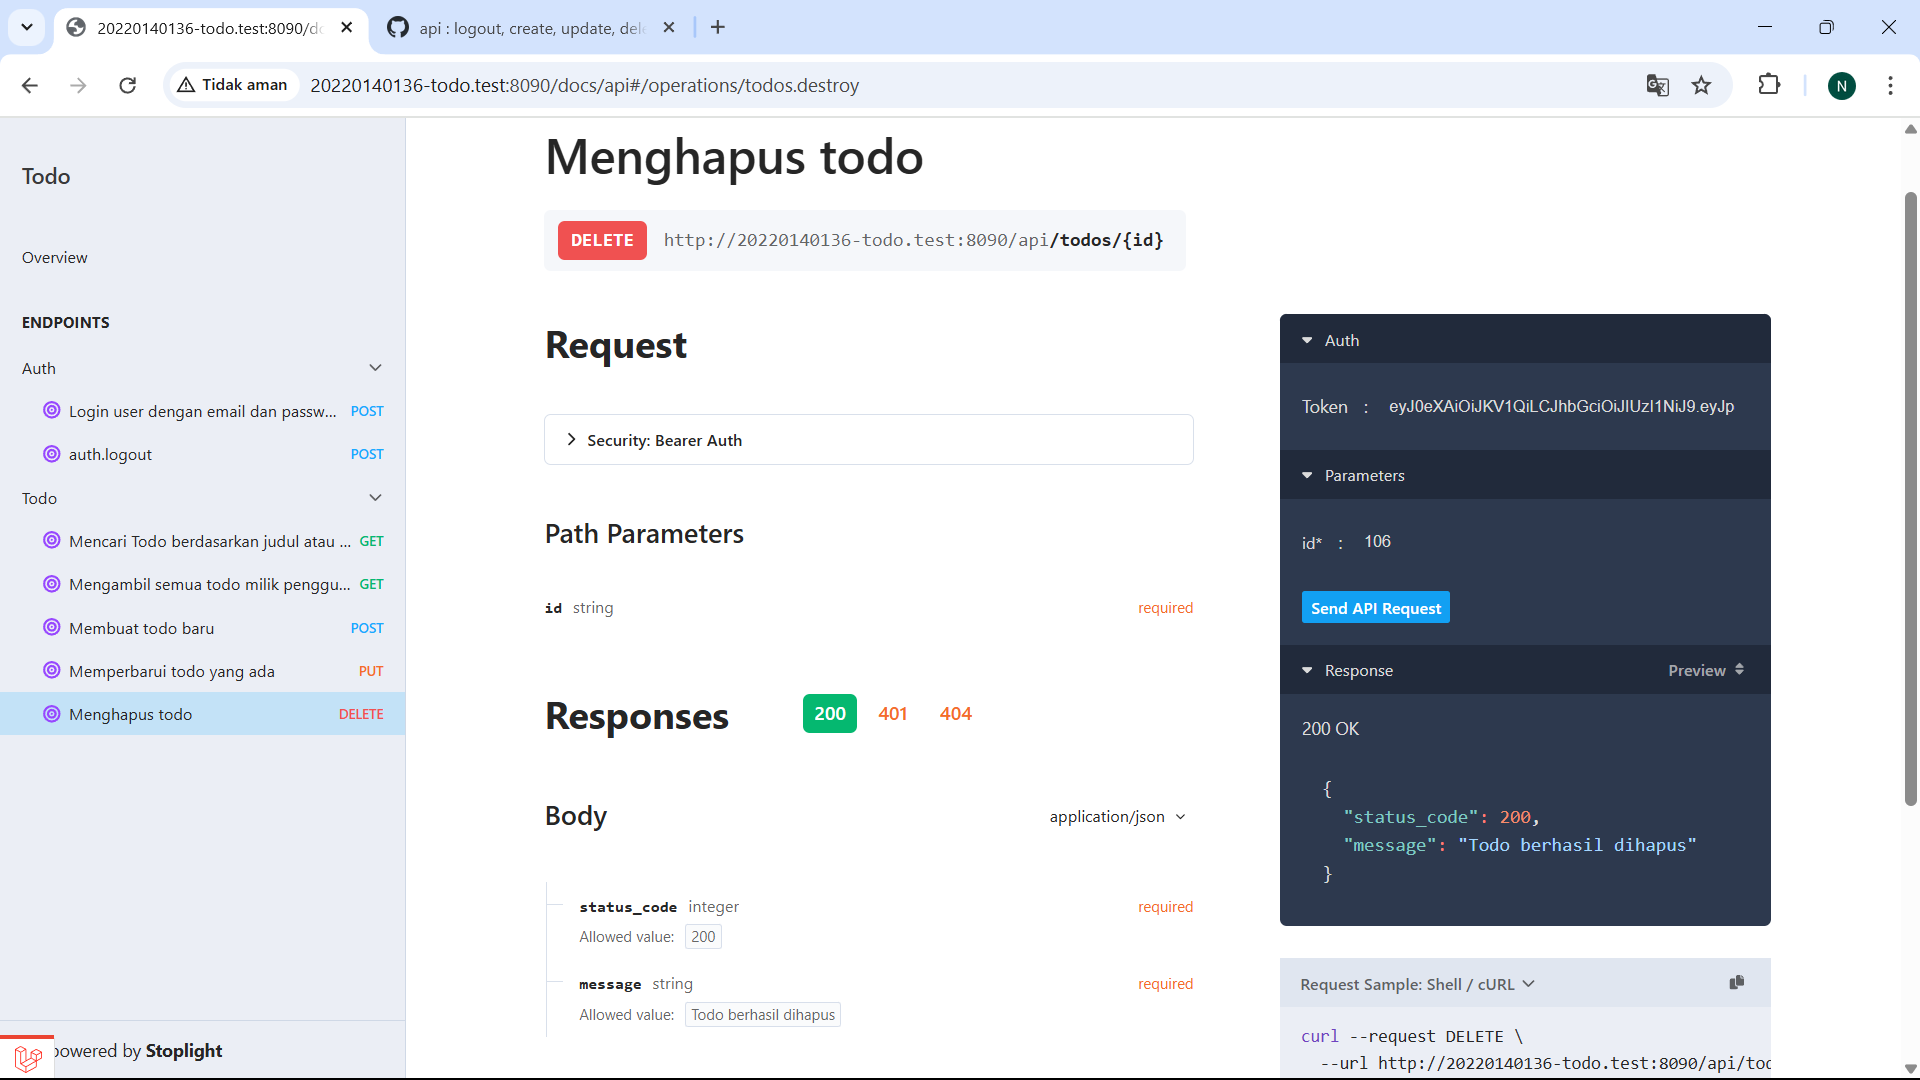 20220140136-todo.test:8090/do
api : logout, create, update, dele
Tidak aman
20220140136-todo.test:8090/docs/api#/operations/todos.destroy
N
Todo
Overview
ENDPOINTS
Auth
Login user dengan email dan passw... POST
auth.logout POST
Todo
Mencari Todo berdasarkan judul atau ... GET
Mengambil semua todo milik penggu... GET
Membuat todo baru POST
Memperbarui todo yang ada PUT
Menghapus todo DELETE
powered by Stoplight
Menghapus todo
DELETE http://20220140136-todo.test:8090/api/todos/{id}
Request
Security: Bearer Auth
Path Parameters
id string required
Responses 200 401 404
Body application/json
status_code integer required
Allowed value: 200
message string required
Allowed value: Todo berhasil dihapus
Auth
Token : eyJ0eXAiOiJKV1QiLCJhbGciOiJIUzI1NiJ9.eyJp
Parameters
id* : 106
Send API Request
Response Preview
200 OK
{
"status_code": 200,
"message": "Todo berhasil dihapus"
}
Request Sample: Shell / cURL
curl --request DELETE \
--url http://20220140136-todo.test:8090/api/too